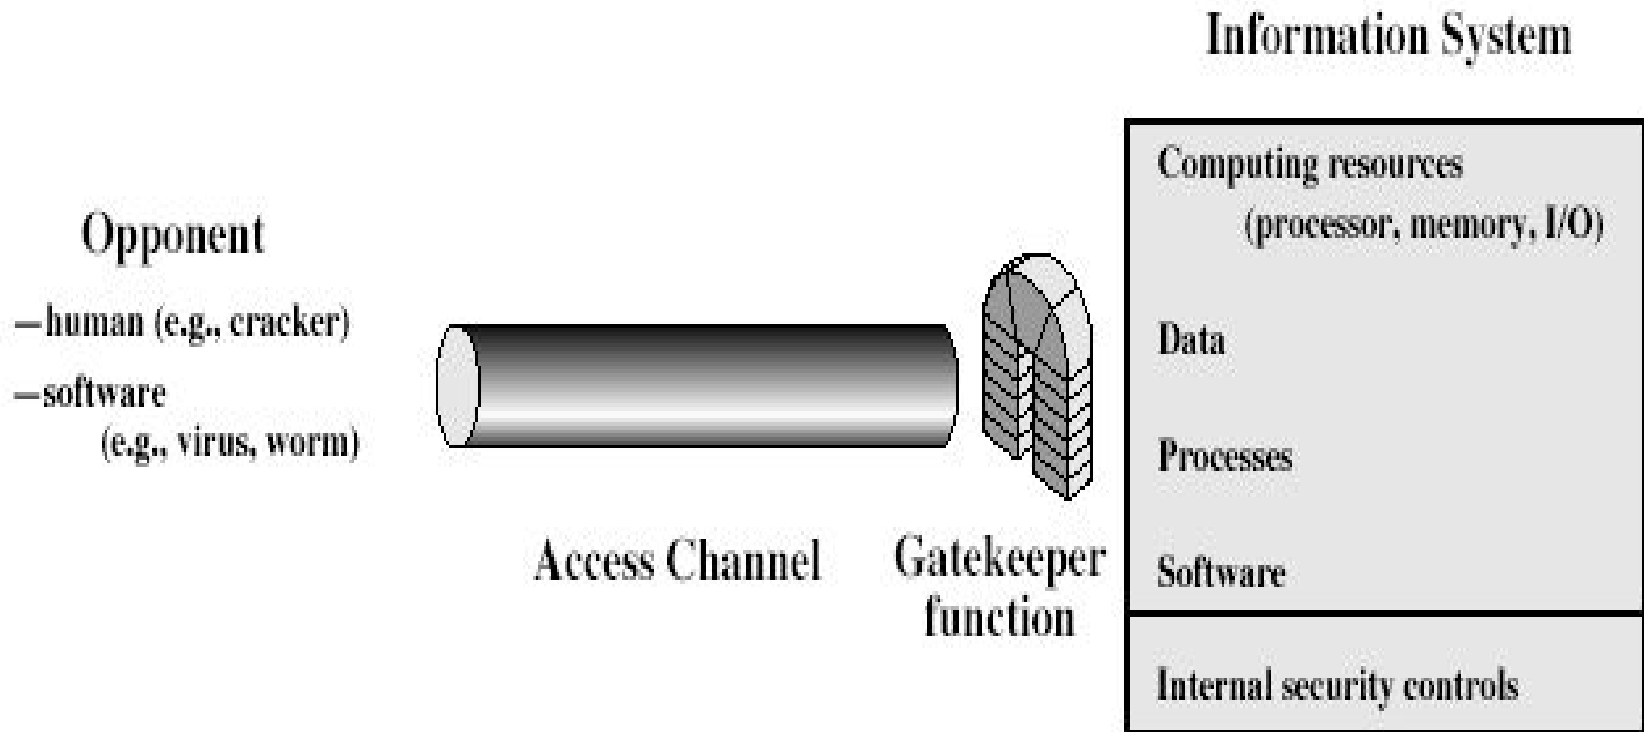 Information System
Opponent
—human (e.g., cracker)
—software
(e.g., virus, worm)
Access Channel
Gatekeeper
function
Computing resources
(processor, memory, I/O)
Data
Processes
Software
Internal security controls